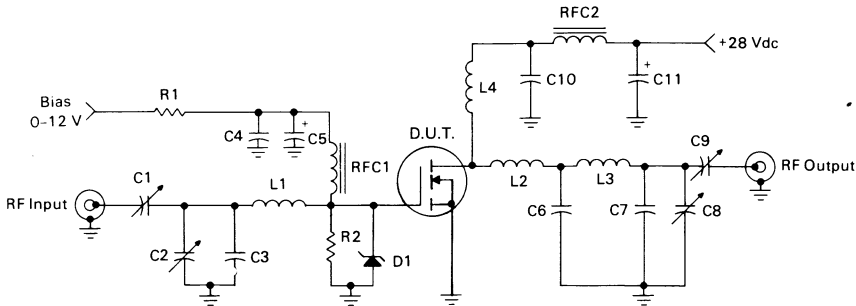 RFC2
+28 Vdc
+
C10
C11
L4
R1
Bias
0–12 V
C4
+
C5
D.U.T.
RFC1
C9
C1
L1
L2
L3
RF Input
RF Output
C2
C3
R2
D1
C6
C7
C8